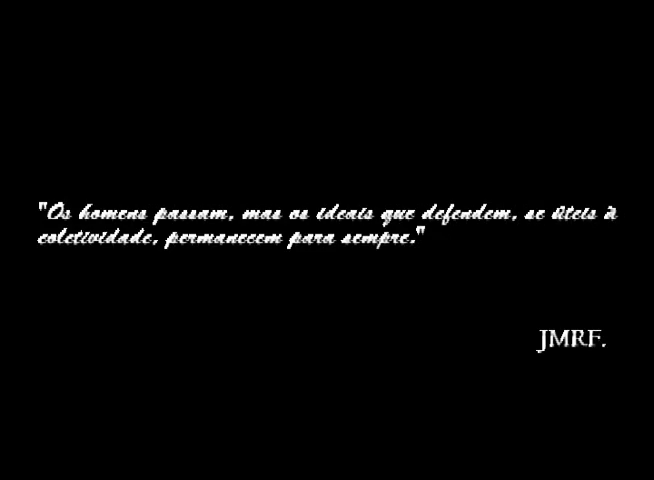 "Os homens passam, mas os ideais que defendem, se úteis à
coletividade, permanecem para sempre."
JMRF.